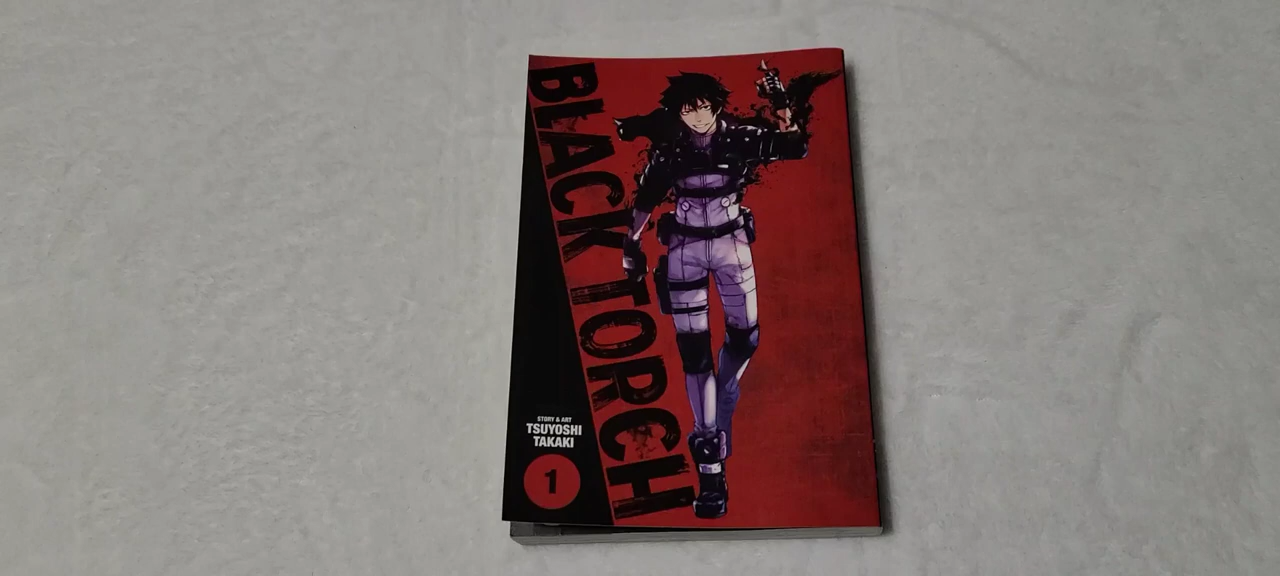 BLACK TORCH
STORY & ART
TSUYOSHI
TAKAKI
1